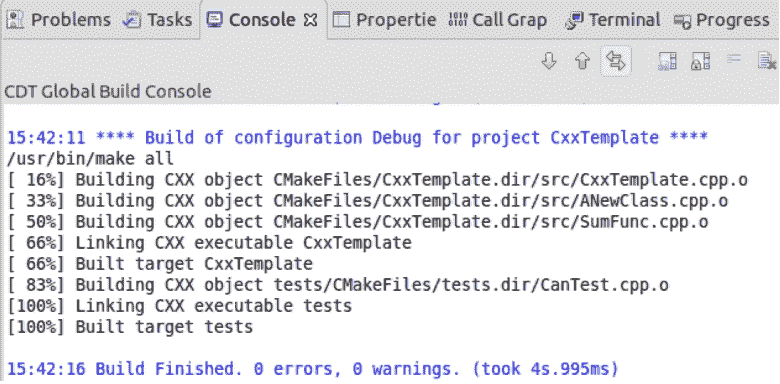 Problems Tasks Console Propertie Call Grap Terminal Progress
CDT Global Build Console
15:42:11 **** Build of configuration Debug for project CxxTemplate ****
/usr/bin/make all
[ 16%] Building CXX object CMakeFiles/CxxTemplate.dir/src/CxxTemplate.cpp.o
[ 33%] Building CXX object CMakeFiles/CxxTemplate.dir/src/ANewClass.cpp.o
[ 50%] Building CXX object CMakeFiles/CxxTemplate.dir/src/SumFunc.cpp.o
[ 66%] Linking CXX executable CxxTemplate
[ 66%] Built target CxxTemplate
[ 83%] Building CXX object tests/CMakeFiles/tests.dir/CanTest.cpp.o
[100%] Linking CXX executable tests
[100%] Built target tests
15:42:16 Build Finished. 0 errors, 0 warnings. (took 4s.995ms)